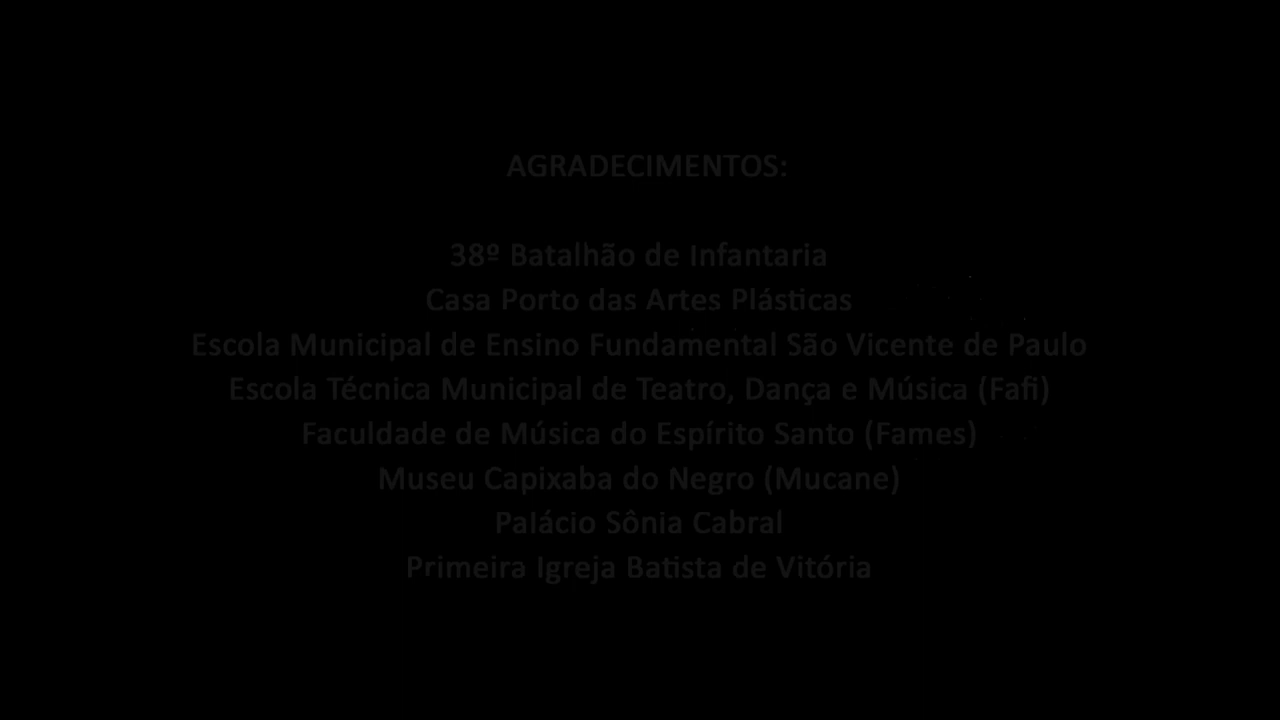 AGRADECIMENTOS:
38º Batalhão de Infantaria
Casa Porto das Artes Plásticas
Escola Municipal de Ensino Fundamental São Vicente de Paulo
Escola Técnica Municipal de Teatro, Dança e Música (Fafi)
Faculdade de Música do Espírito Santo (Fames)
Museu Capixaba do Negro (Mucane)
Palácio Sônia Cabral
Primeira Igreja Batista de Vitória